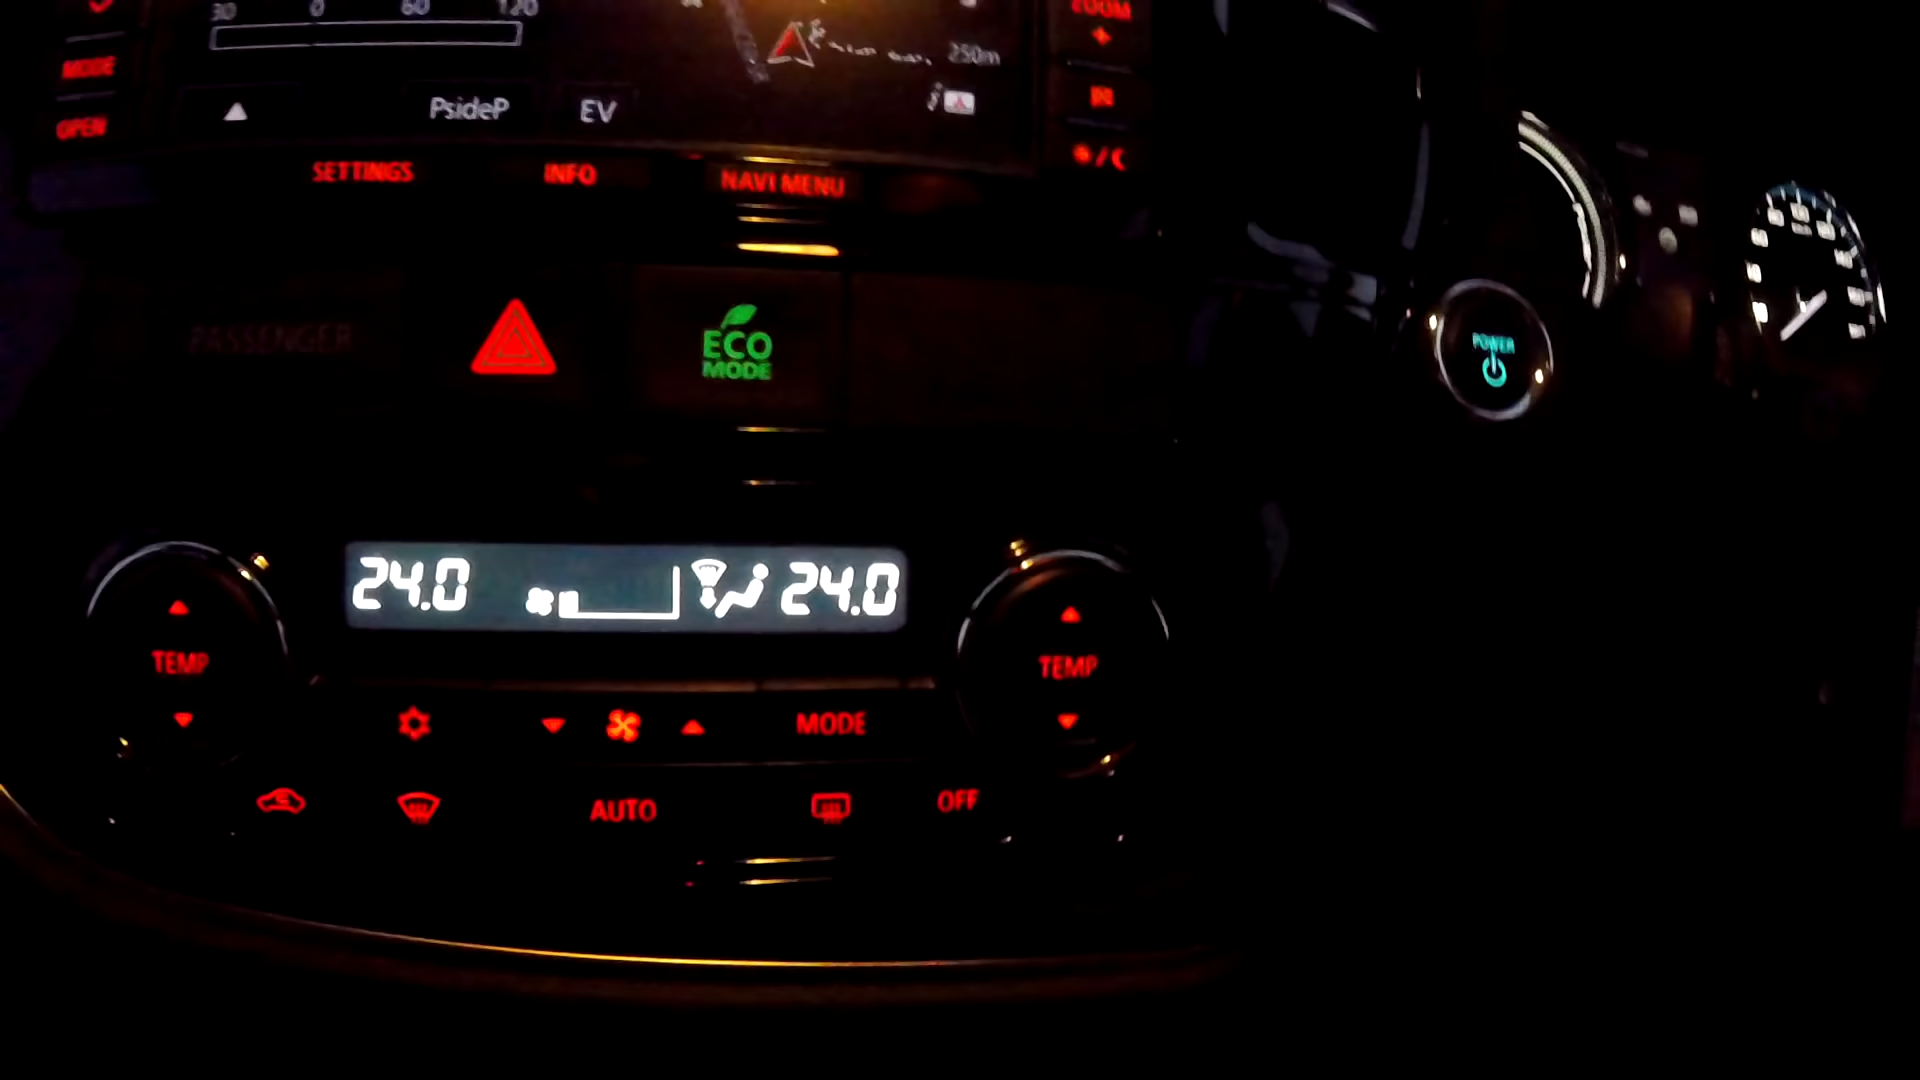 30 0 60 120
ZOOM
250m
MODE
PsideP EV
OPEN
SETTINGS INFO NAVI MENU
PASSENGER
ECO
MODE
POWER
24.0 24.0
TEMP TEMP
MODE
AUTO OFF